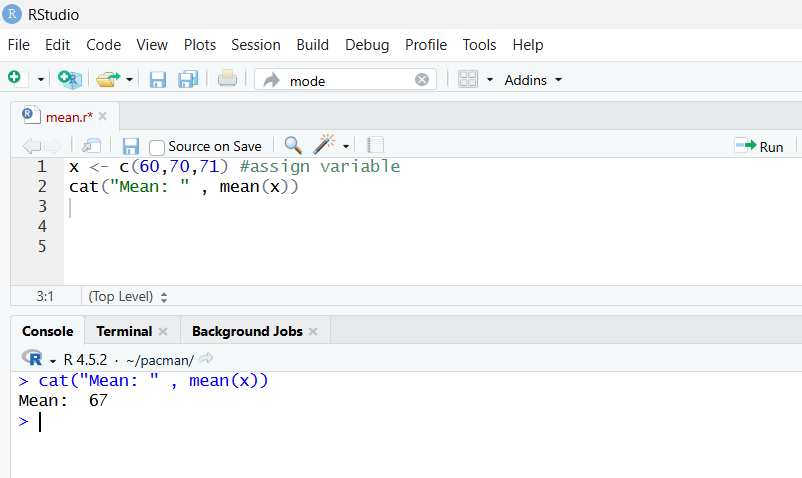 R RStudio
File Edit Code View Plots Session Build Debug Profile Tools Help
R mode Addins
R mean.r*
Source on Save Run
1 x <- c(60,70,71) #assign variable
2 cat("Mean: " , mean(x))
3
4
5
3:1 (Top Level)
Console Terminal Background Jobs
R R 4.5.2 · ~/pacman/
> cat("Mean: " , mean(x))
Mean:  67
>